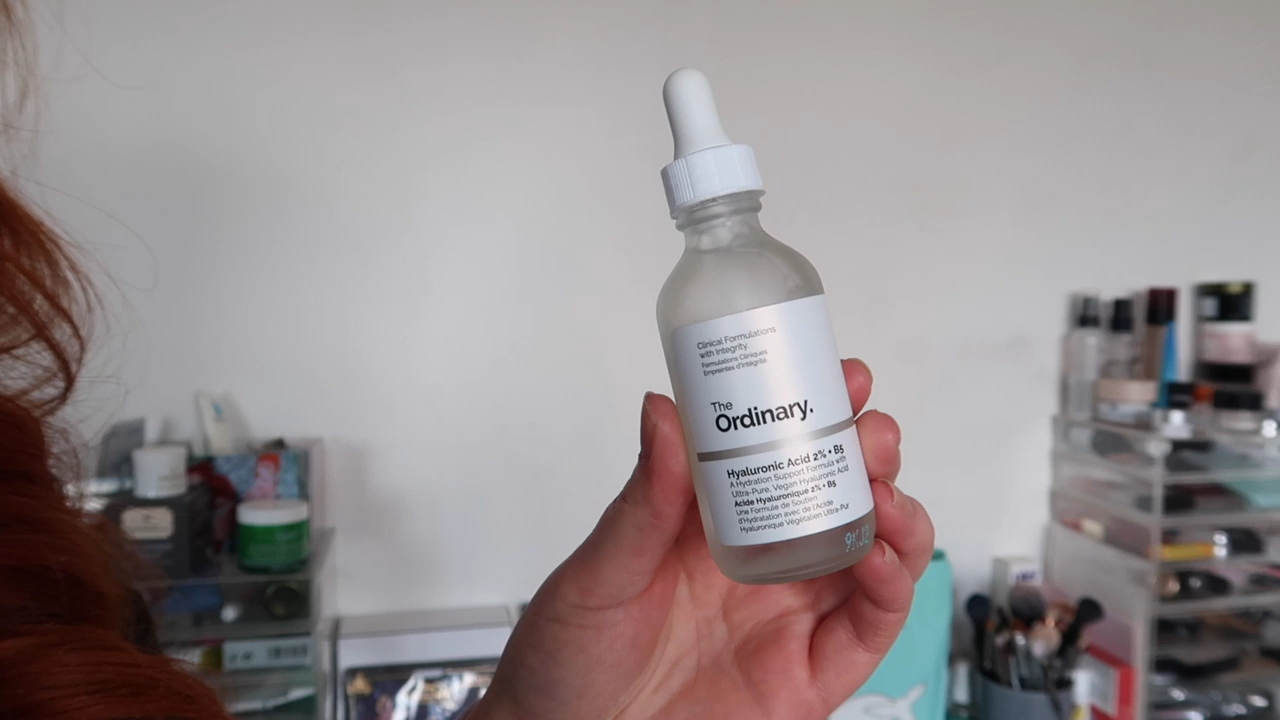 Clinical Formulations
with Integrity.
Formulations Cliniques
Empreintes d'Intégrité.
The
Ordinary.
Hyaluronic Acid 2% + B5
A Hydration Support Formula with
Ultra-Pure, Vegan Hyaluronic Acid
Acide Hyaluronique 2% + B5
Une Formule de Soutien
d'Hydratation avec de l'Acide
Hyaluronique Végétalien Ultra-Pur